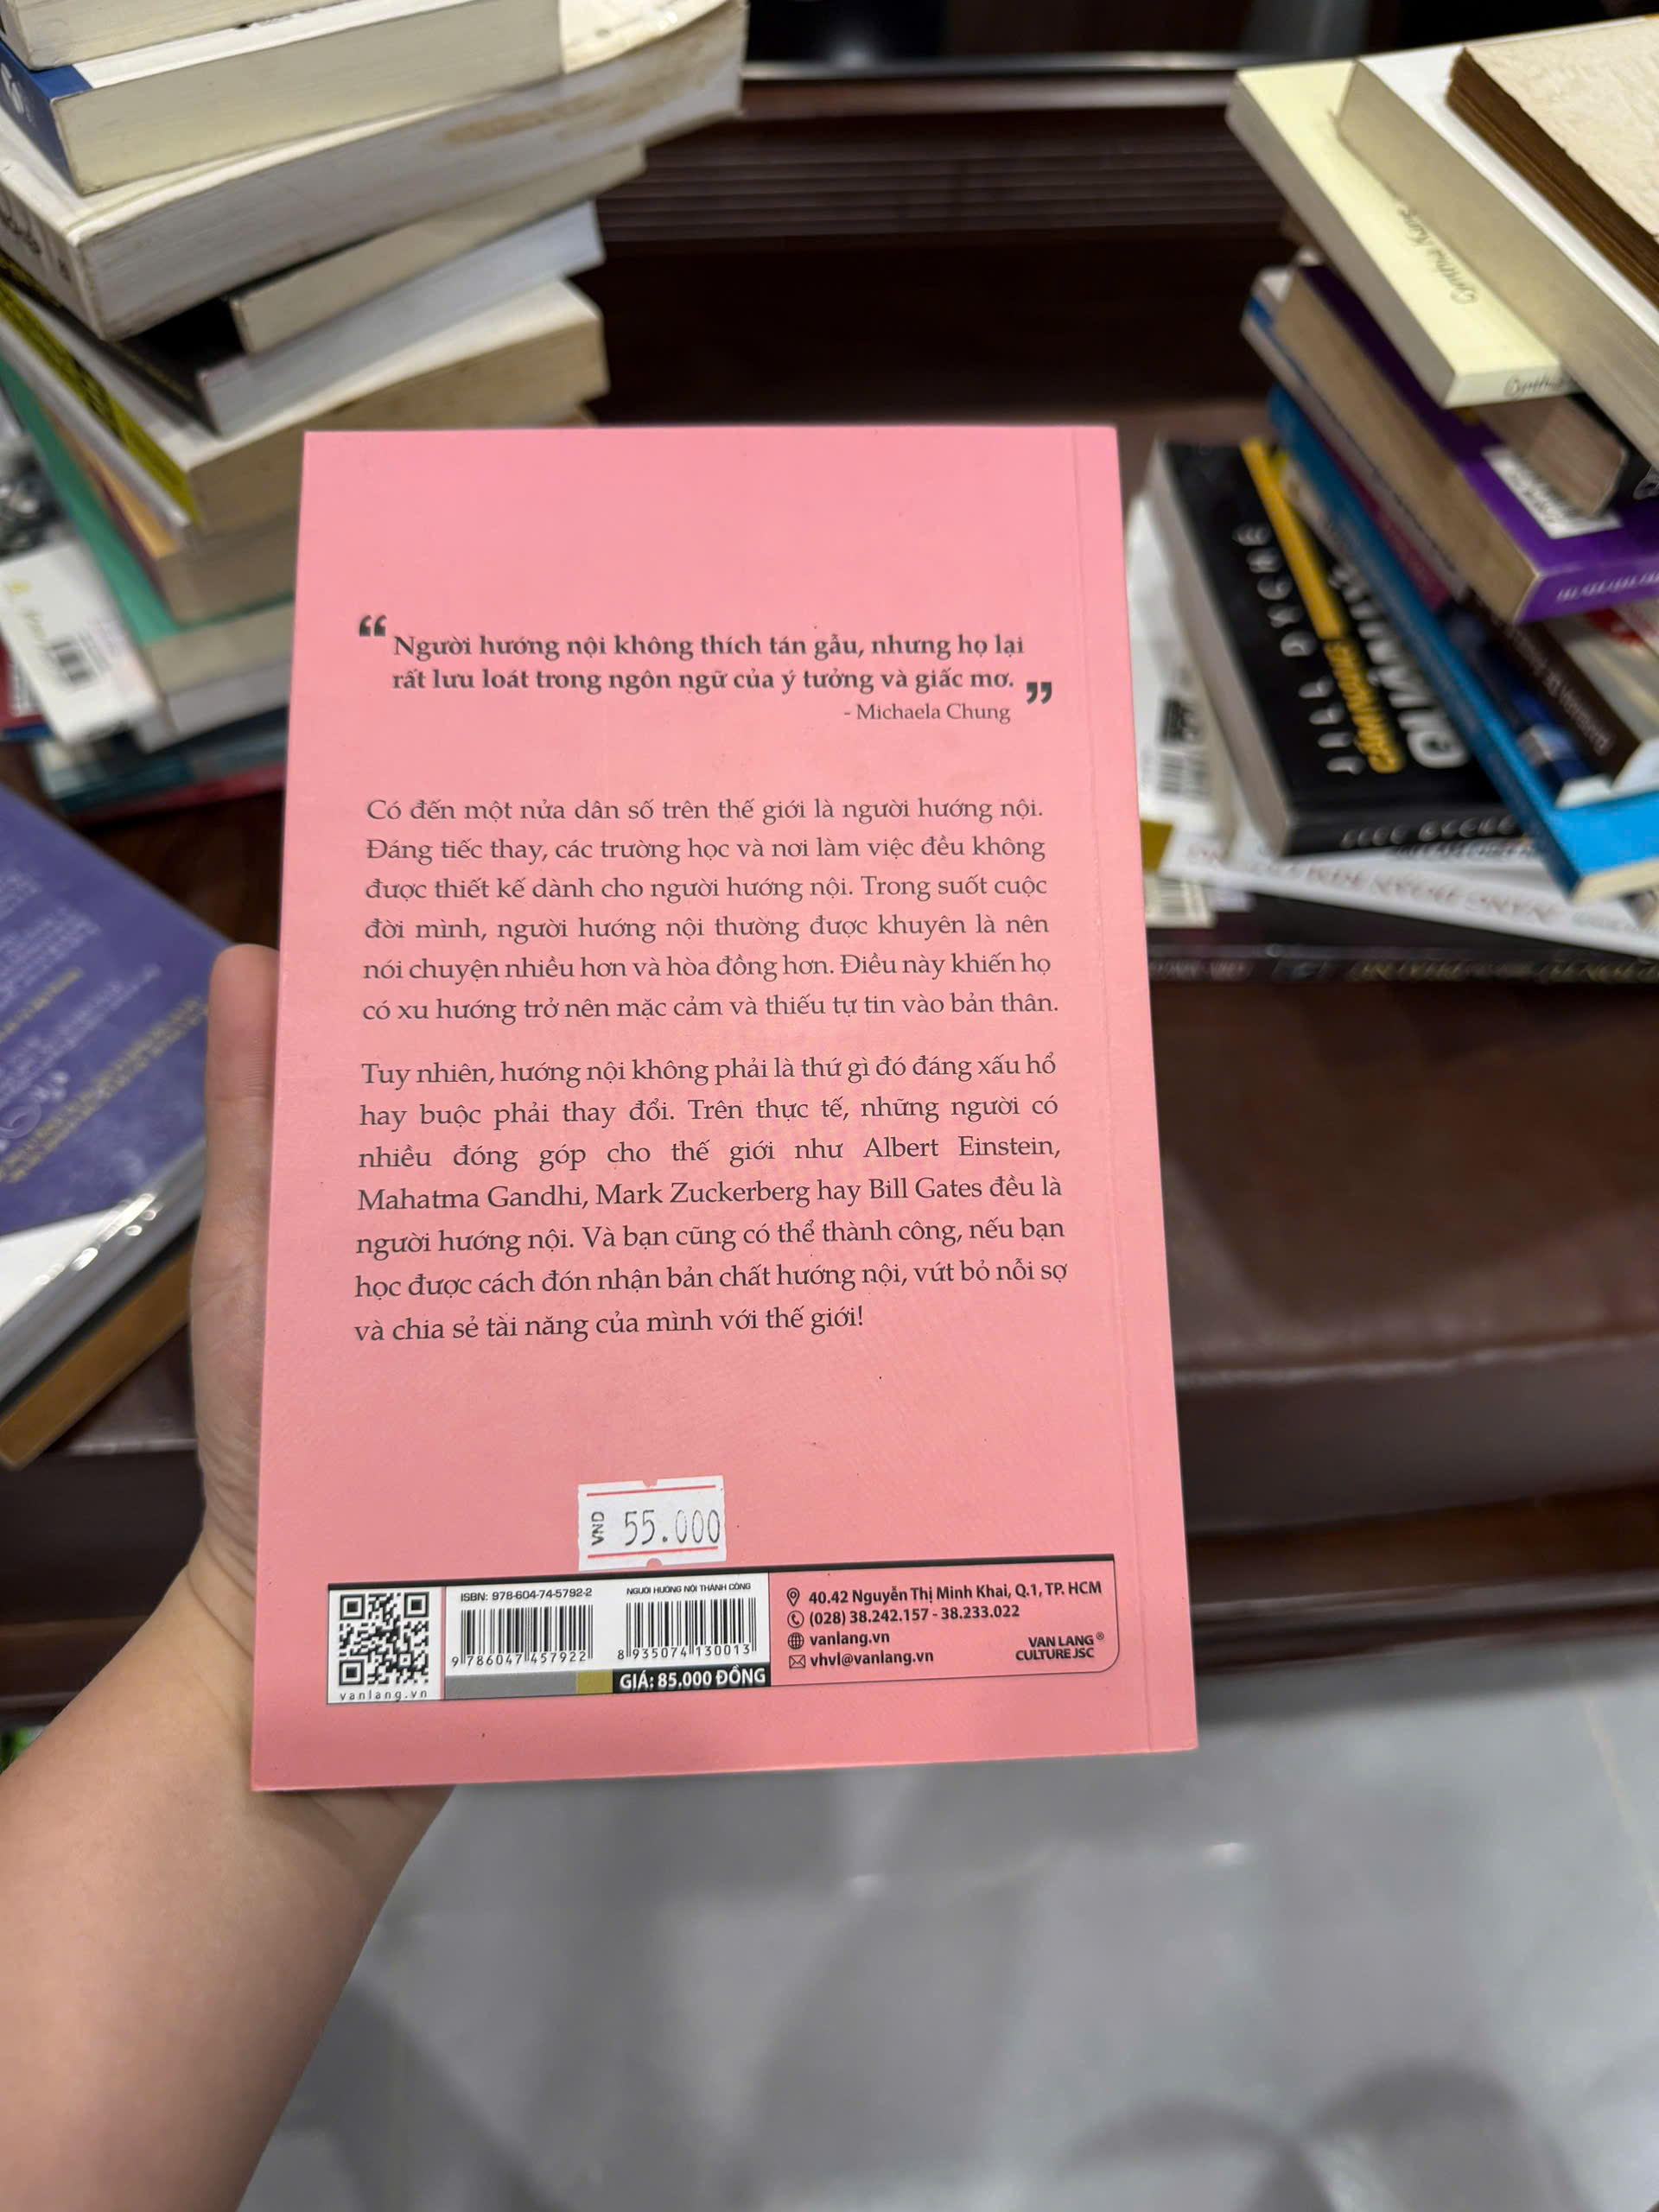 “ Người hướng nội không thích tán gẫu, nhưng họ lại
rất lưu loát trong ngôn ngữ của ý tưởng và giấc mơ. ”
- Michaela Chung
Có đến một nửa dân số trên thế giới là người hướng nội.
Đáng tiếc thay, các trường học và nơi làm việc đều không
được thiết kế dành cho người hướng nội. Trong suốt cuộc
đời mình, người hướng nội thường được khuyên là nên
nói chuyện nhiều hơn và hòa đồng hơn. Điều này khiến họ
có xu hướng trở nên mặc cảm và thiếu tự tin vào bản thân.
Tuy nhiên, hướng nội không phải là thứ gì đó đáng xấu hổ
hay buộc phải thay đổi. Trên thực tế, những người có
nhiều đóng góp cho thế giới như Albert Einstein,
Mahatma Gandhi, Mark Zuckerberg hay Bill Gates đều là
người hướng nội. Và bạn cũng có thể thành công, nếu bạn
học được cách đón nhận bản chất hướng nội, vứt bỏ nỗi sợ
và chia sẻ tài năng của mình với thế giới!
VND 55.000
vanlang.vn
ISBN: 978-604-74-5792-2
9 786047 457922
NGƯỜI HƯỚNG NỘI THÀNH CÔNG
8 935074 130013
GIÁ: 85.000 ĐỒNG
40.42 Nguyễn Thị Minh Khai, Q.1, TP. HCM
(028) 38.242.157 - 38.233.022
vanlang.vn
vhvl@vanlang.vn
VAN LANG ®
CULTURE JSC